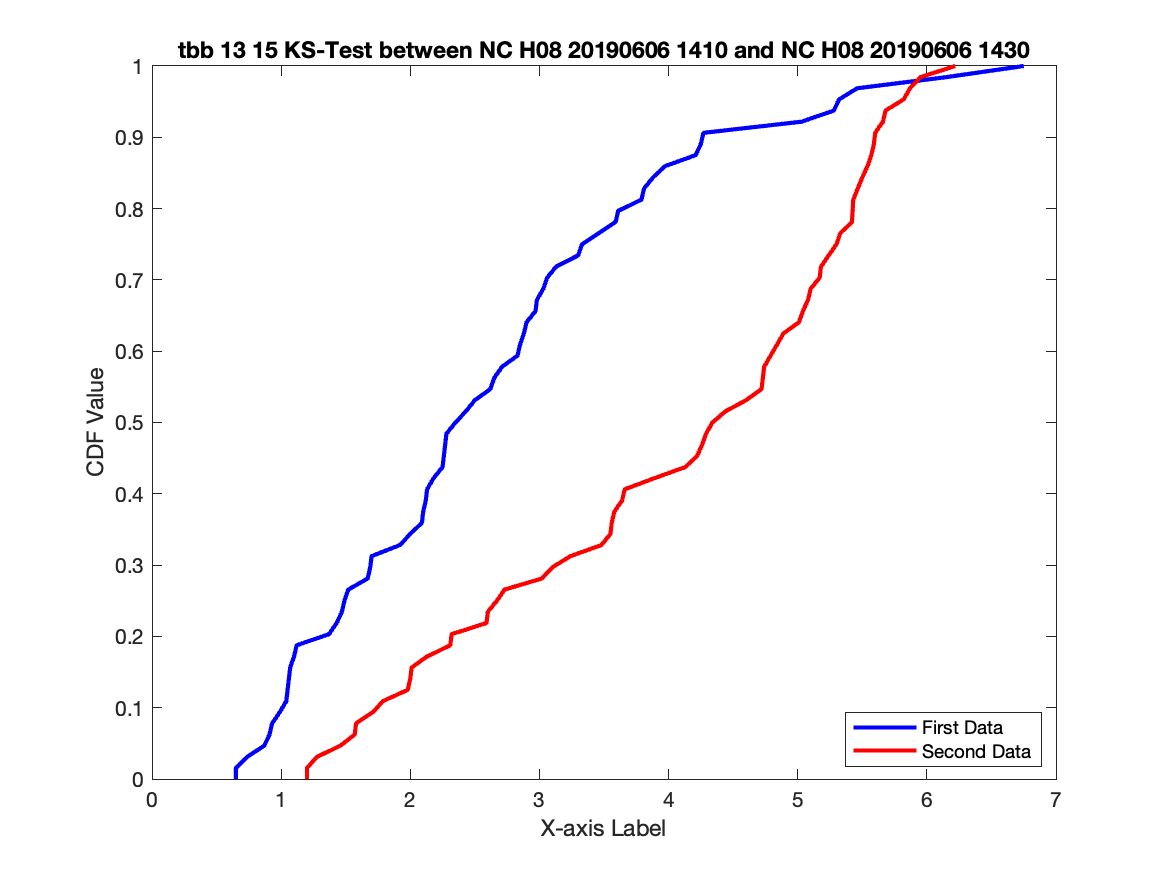 tbb 13 15 KS-Test between NC H08 20190606 1410 and NC H08 20190606 1430
1
0.9
0.8
0.7
0.6
0.5
0.4
0.3
0.2
0.1
0
CDF Value
First Data
Second Data
0 1 2 3 4 5 6 7
X-axis Label